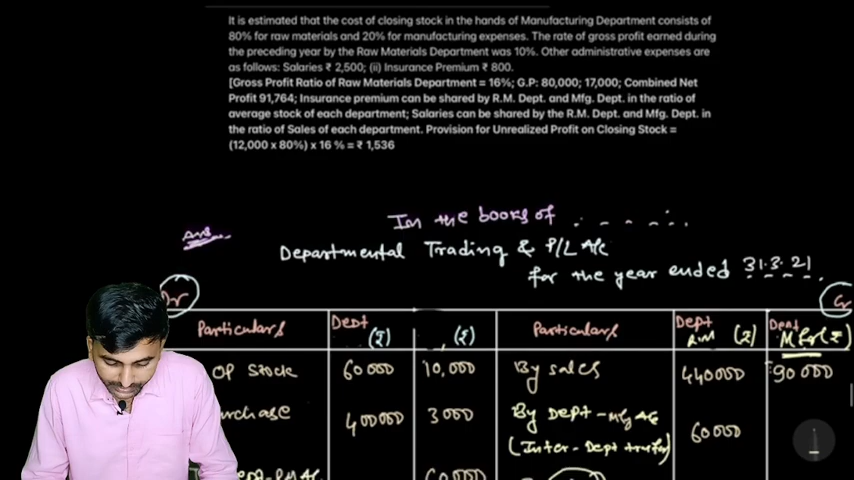 It is estimated that the cost of closing stock in the hands of Manufacturing Department consists of
80% for raw materials and 20% for manufacturing expenses. The rate of gross profit earned during
the preceding year by the Raw Materials Department was 10%. Other administrative expenses are
as follows: Salaries ₹ 2,500; (ii) Insurance Premium ₹ 800.
[Gross Profit Ratio of Raw Materials Department = 16%; G.P: 80,000; 17,000; Combined Net
Profit 91,764; Insurance premium can be shared by R.M. Dept. and Mfg. Dept. in the ratio of
average stock of each department; Salaries can be shared by the R.M. Dept. and Mfg. Dept. in
the ratio of Sales of each department. Provision for Unrealized Profit on Closing Stock =
(12,000 x 80%) x 16 % = ₹ 1,536
Ans
In the books of . . - - . .
Departmental Trading & P/L A/c
for the year ended 31.3.21.
Dr Cr
Particulars Dept (₹) (₹) Particulars Dept R.M (₹) Dept Mfg (₹)
OP Stock 60000 10,000 By sales 440000 90000
urchase 400000 3000 By Dept-Mfg A/c 60000
(Inter-Dept transfer)
60000